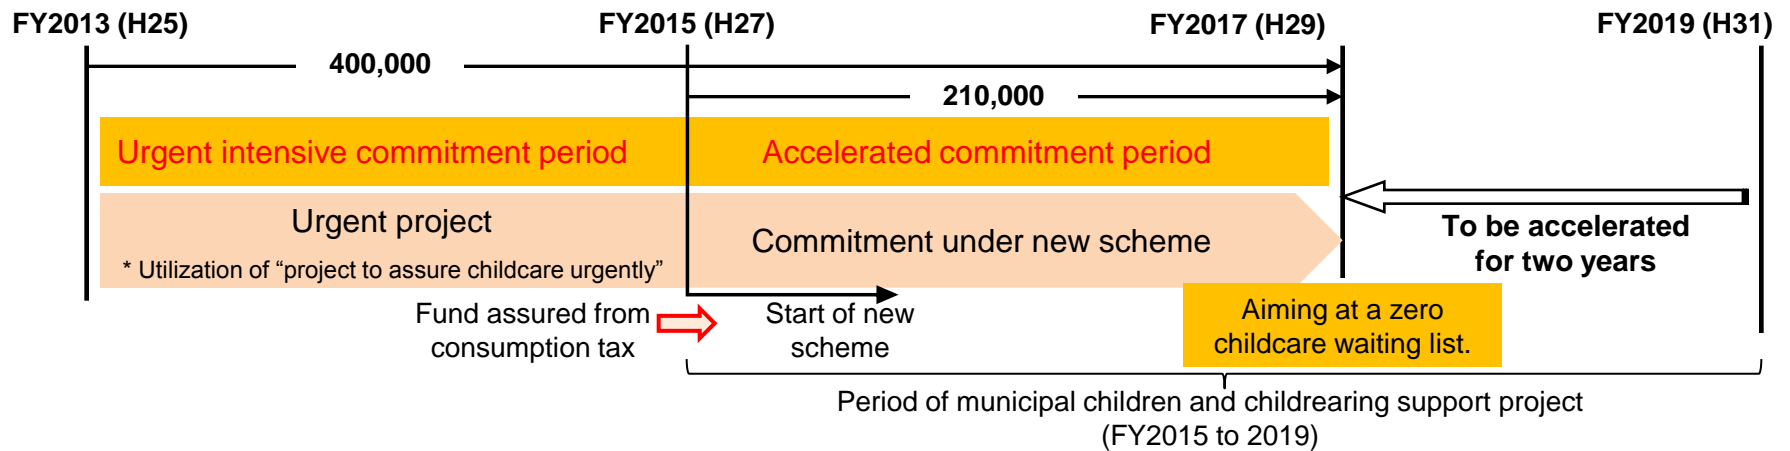 FY2013 (H25)
FY2015 (H27)
FY2017 (H29)
FY2019 (H31)
400,000
210,000
Urgent intensive commitment period
Accelerated commitment period
Urgent project
* Utilization of “project to assure childcare urgently”
Commitment under new scheme
To be accelerated
for two years
Fund assured from
consumption tax
Start of new
scheme
Aiming at a zero
childcare waiting list.
Period of municipal children and childrearing support project
(FY2015 to 2019)